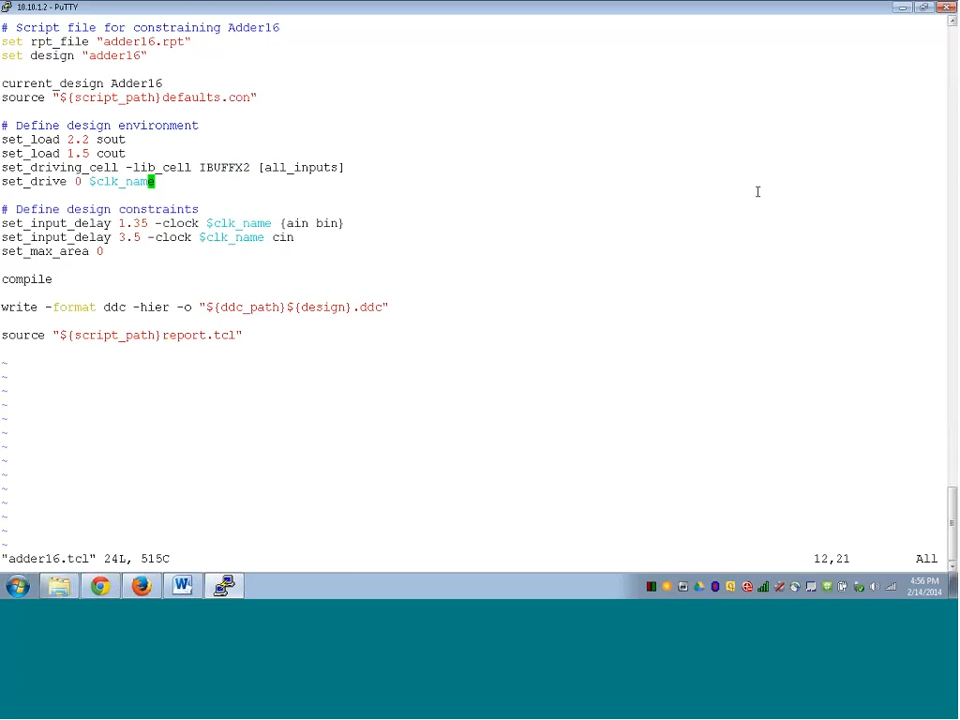 10.10.1.2 - PuTTY
# Script file for constraining Adder16
set rpt_file "adder16.rpt"
set design "adder16"
current_design Adder16
source "${script_path}defaults.con"
# Define design environment
set_load 2.2 sout
set_load 1.5 cout
set_driving_cell -lib_cell IBUFFX2 [all_inputs]
set_drive 0 $clk_name
# Define design constraints
set_input_delay 1.35 -clock $clk_name {ain bin}
set_input_delay 3.5 -clock $clk_name cin
set_max_area 0
compile
write -format ddc -hier -o "${ddc_path}${design}.ddc"
source "${script_path}report.tcl"
~
~
~
~
~
~
~
~
~
~
~
~
~
~
"adder16.tcl" 24L, 515C 12,21 All
4:56 PM
2/14/2014